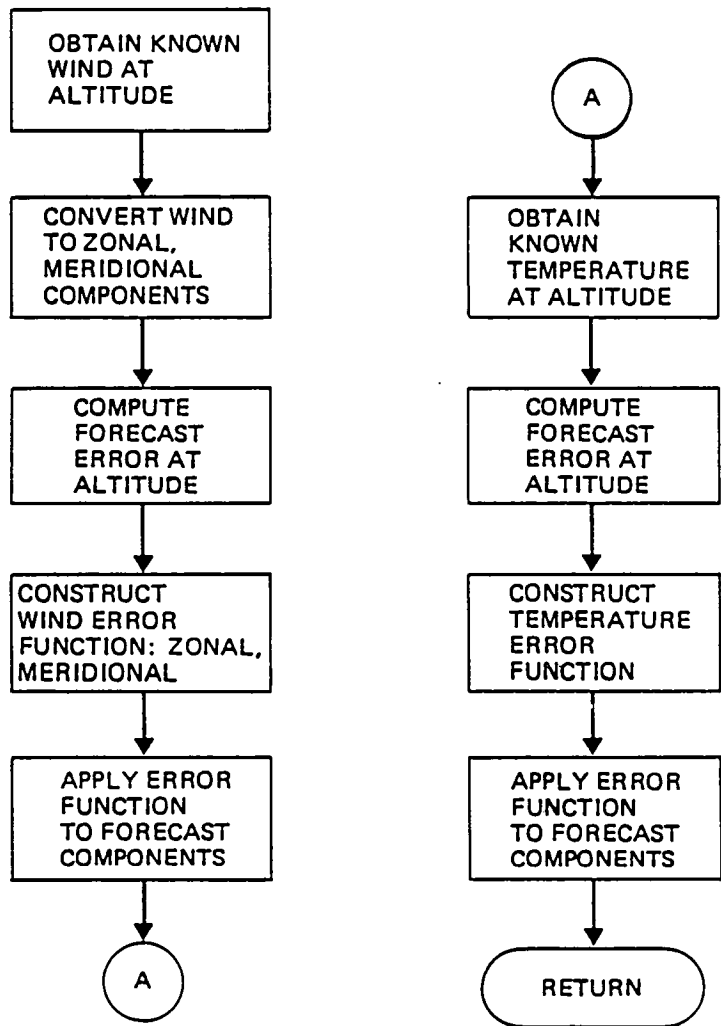 OBTAIN KNOWN
WIND AT
ALTITUDE
CONVERT WIND
TO ZONAL,
MERIDIONAL
COMPONENTS
COMPUTE
FORECAST
ERROR AT
ALTITUDE
CONSTRUCT
WIND ERROR
FUNCTION: ZONAL,
MERIDIONAL
APPLY ERROR
FUNCTION
TO FORECAST
COMPONENTS
A
A
OBTAIN
KNOWN
TEMPERATURE
AT ALTITUDE
COMPUTE
FORECAST
ERROR AT
ALTITUDE
CONSTRUCT
TEMPERATURE
ERROR
FUNCTION
APPLY ERROR
FUNCTION
TO FORECAST
COMPONENTS
RETURN